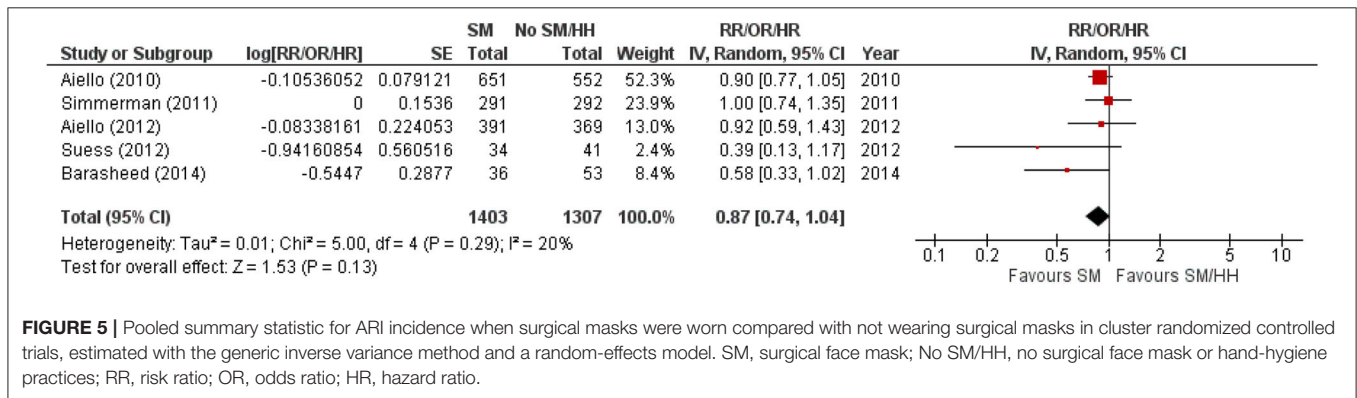 SM No SM/HH RR/OR/HR RR/OR/HR
Study or Subgroup log[RR/OR/HR] SE Total Total Weight IV, Random, 95% CI Year IV, Random, 95% CI
Aiello (2010) -0.10536052 0.079121 651 552 52.3% 0.90 [0.77, 1.05] 2010
Simmerman (2011) 0 0.1536 291 292 23.9% 1.00 [0.74, 1.35] 2011
Aiello (2012) -0.08338161 0.224053 391 369 13.0% 0.92 [0.59, 1.43] 2012
Suess (2012) -0.94160854 0.560516 34 41 2.4% 0.39 [0.13, 1.17] 2012
Barasheed (2014) -0.5447 0.2877 36 53 8.4% 0.58 [0.33, 1.02] 2014
Total (95% CI) 1403 1307 100.0% 0.87 [0.74, 1.04]
Heterogeneity: Tau² = 0.01; Chi² = 5.00, df = 4 (P = 0.29); I² = 20%
Test for overall effect: Z = 1.53 (P = 0.13)
0.1 0.2 0.5 1 2 5 10
Favours SM Favours SM/HH
FIGURE 5 | Pooled summary statistic for ARI incidence when surgical masks were worn compared with not wearing surgical masks in cluster randomized controlled
trials, estimated with the generic inverse variance method and a random-effects model. SM, surgical face mask; No SM/HH, no surgical face mask or hand-hygiene
practices; RR, risk ratio; OR, odds ratio; HR, hazard ratio.